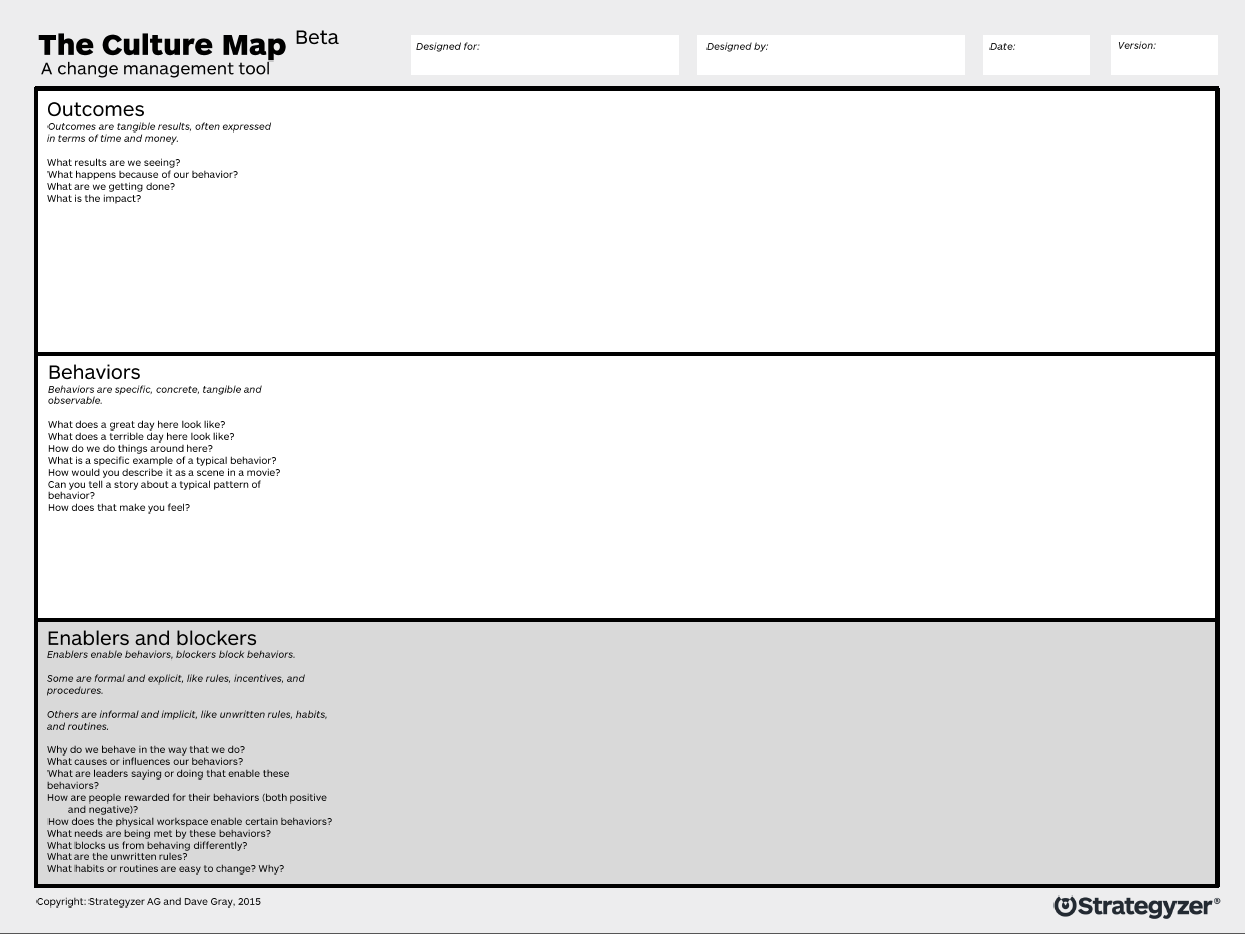 The Culture Map Beta
A change management tool
Designed for:
Designed by:
Date:
Version:
Outcomes
Outcomes are tangible results, often expressed
in terms of time and money.
What results are we seeing?
What happens because of our behavior?
What are we getting done?
What is the impact?
Behaviors
Behaviors are specific, concrete, tangible and
observable.
What does a great day here look like?
What does a terrible day here look like?
How do we do things around here?
What is a specific example of a typical behavior?
How would you describe it as a scene in a movie?
Can you tell a story about a typical pattern of
behavior?
How does that make you feel?
Enablers and blockers
Enablers enable behaviors, blockers block behaviors.
Some are formal and explicit, like rules, incentives, and
procedures.
Others are informal and implicit, like unwritten rules, habits,
and routines.
Why do we behave in the way that we do?
What causes or influences our behaviors?
What are leaders saying or doing that enable these
behaviors?
How are people rewarded for their behaviors (both positive
and negative)?
How does the physical workspace enable certain behaviors?
What needs are being met by these behaviors?
What blocks us from behaving differently?
What are the unwritten rules?
What habits or routines are easy to change? Why?
Copyright: Strategyzer AG and Dave Gray, 2015
Strategyzer®